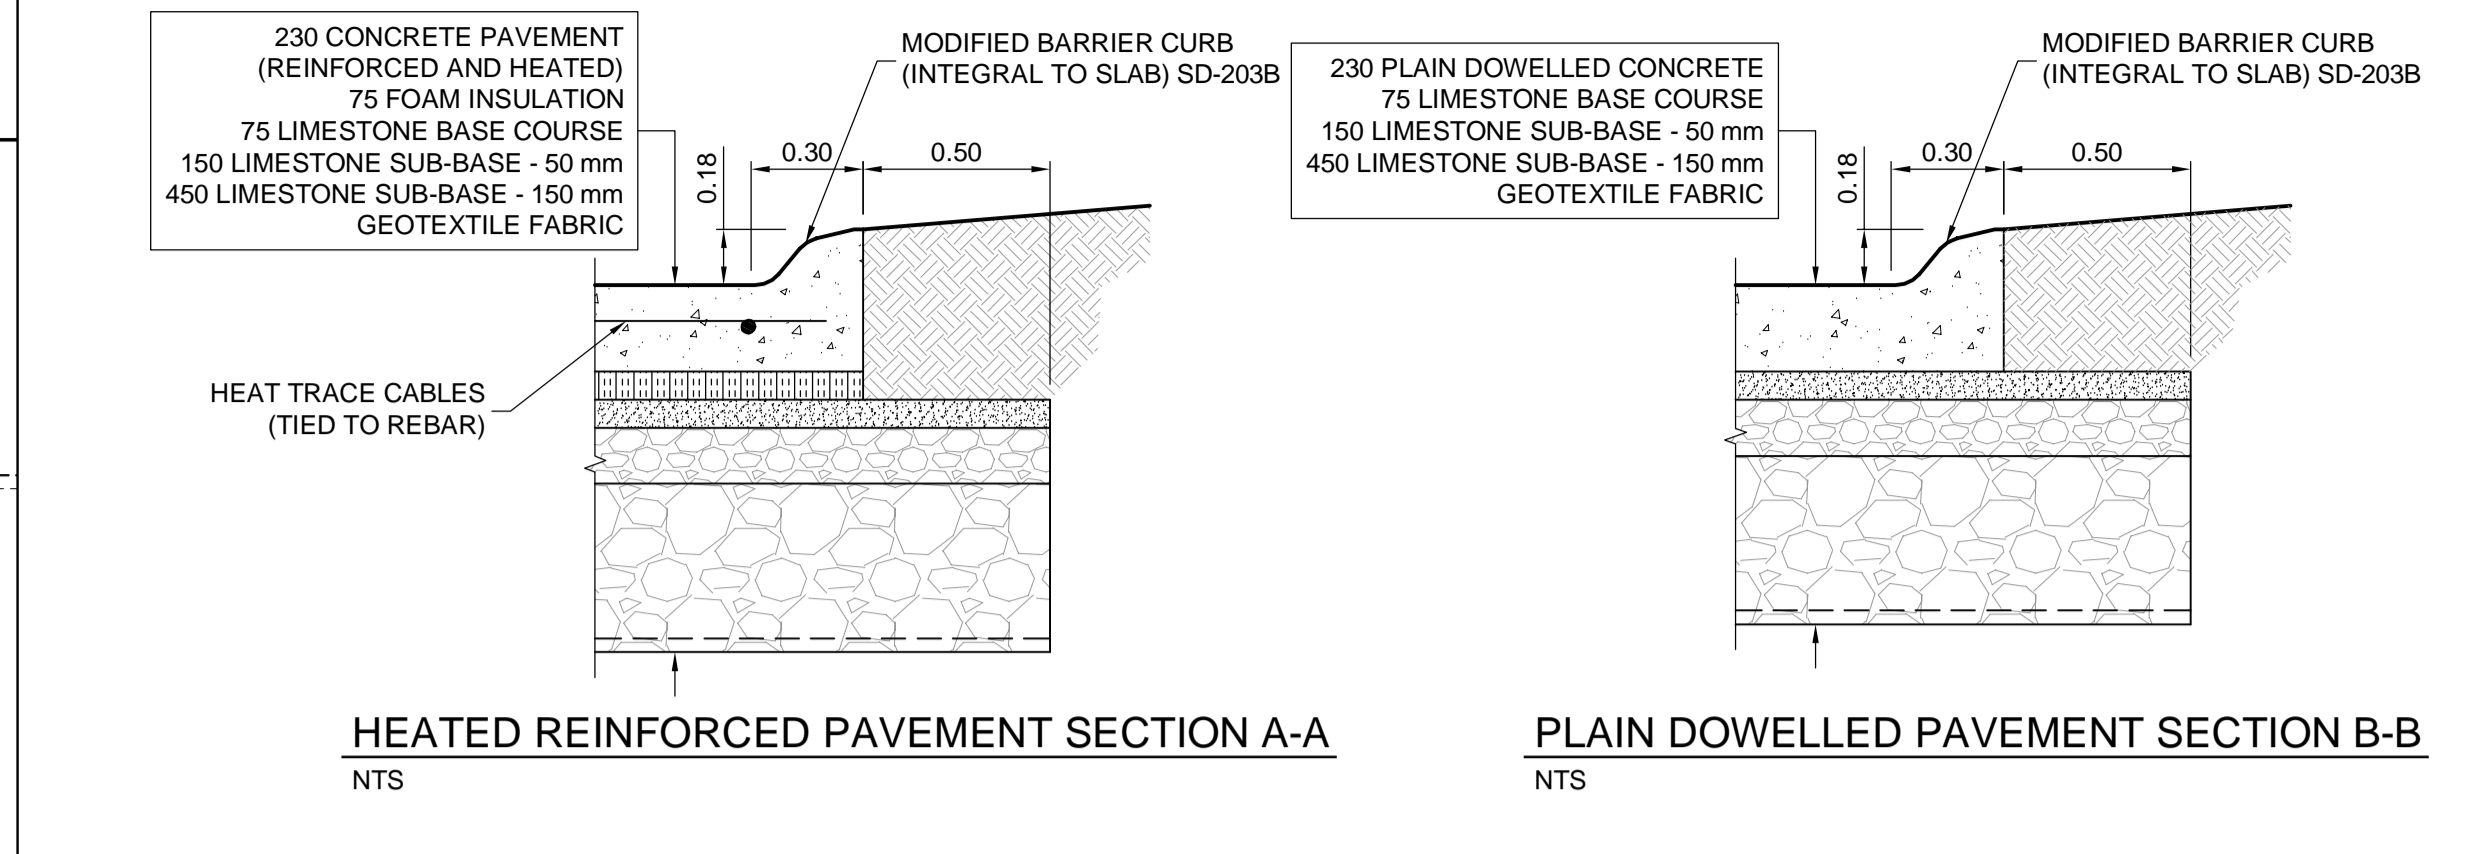 230 CONCRETE PAVEMENT
(REINFORCED AND HEATED)
75 FOAM INSULATION
75 LIMESTONE BASE COURSE
150 LIMESTONE SUB-BASE - 50 mm
450 LIMESTONE SUB-BASE - 150 mm
GEOTEXTILE FABRIC
MODIFIED BARRIER CURB
(INTEGRAL TO SLAB) SD-203B
0.18
0.30
0.50
HEAT TRACE CABLES
(TIED TO REBAR)
HEATED REINFORCED PAVEMENT SECTION A-A
NTS
230 PLAIN DOWELLED CONCRETE
75 LIMESTONE BASE COURSE
150 LIMESTONE SUB-BASE - 50 mm
450 LIMESTONE SUB-BASE - 150 mm
GEOTEXTILE FABRIC
MODIFIED BARRIER CURB
(INTEGRAL TO SLAB) SD-203B
0.18
0.30
0.50
PLAIN DOWELLED PAVEMENT SECTION B-B
NTS